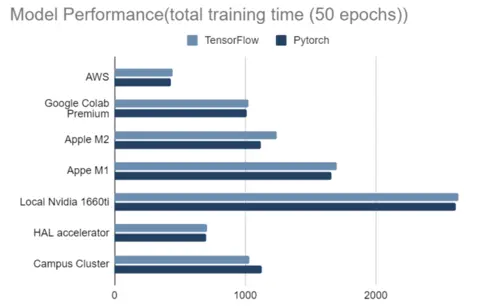 Model Performance(total training time (50 epochs))
TensorFlow Pytorch
AWS
Google Colab
Premium
Apple M2
Appe M1
Local Nvidia 1660ti
HAL accelerator
Campus Cluster
0 1000 2000